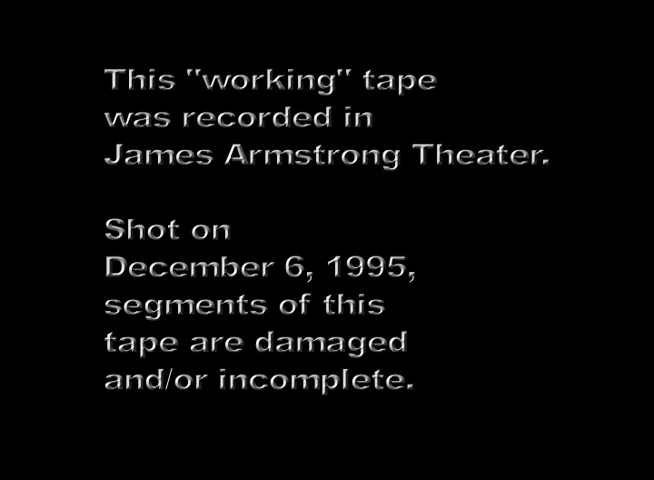 This "working" tape
was recorded in
James Armstrong Theater.
Shot on
December 6, 1995,
segments of this
tape are damaged
and/or incomplete.